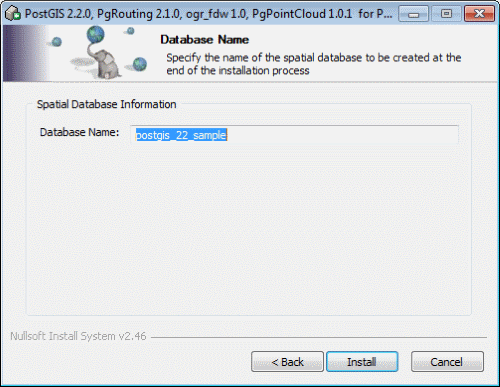 PostGIS 2.2.0, PgRouting 2.1.0, ogr_fdw 1.0, PgPointCloud 1.0.1 for P...
Database Name
Specify the name of the spatial database to be created at the
end of the installation process
Spatial Database Information
Database Name: postgis_22_sample
Nullsoft Install System v2.46
< Back Install Cancel